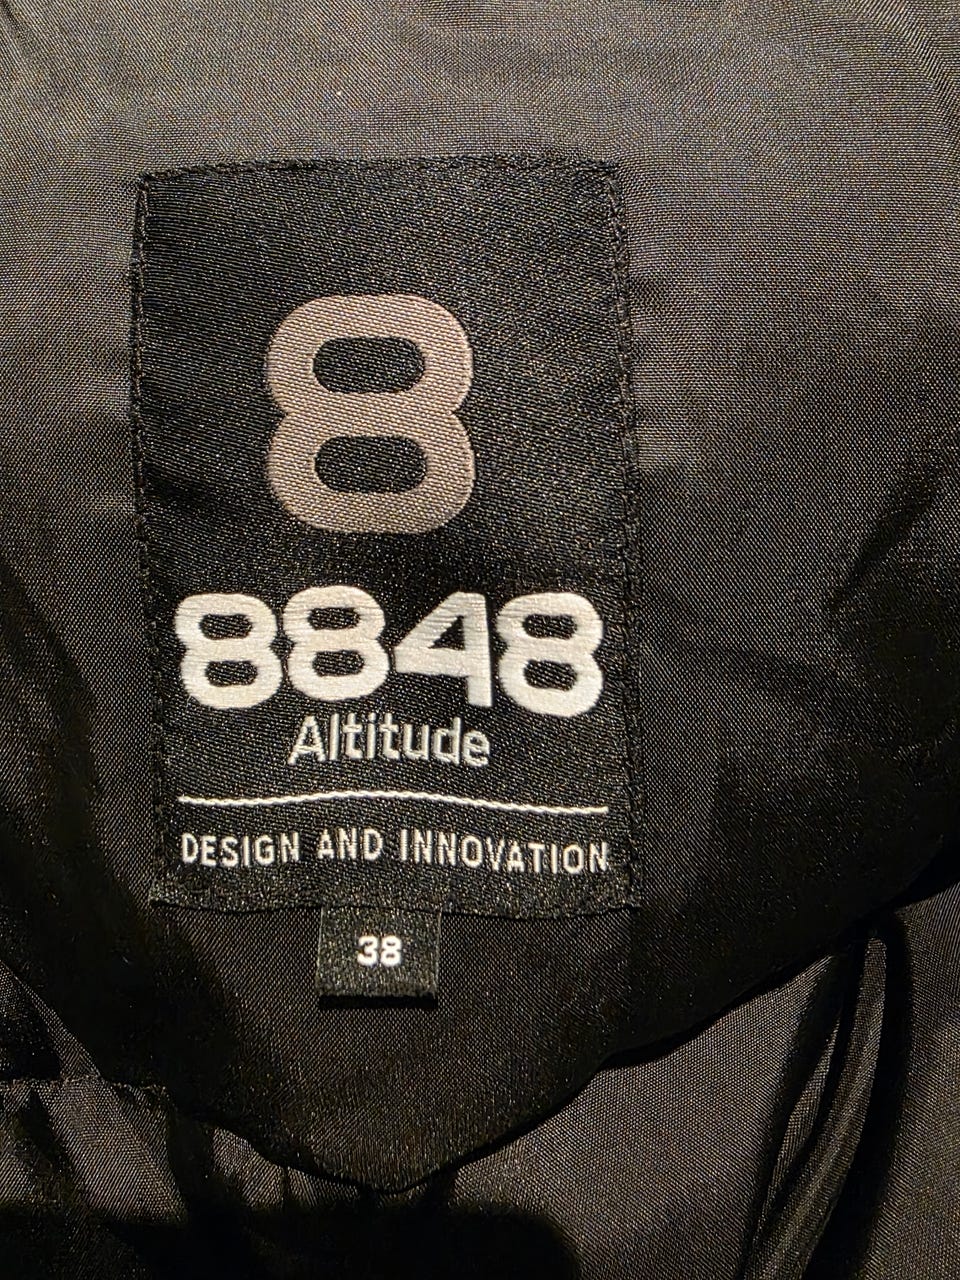 8
8848
Altitude
DESIGN AND INNOVATION
38